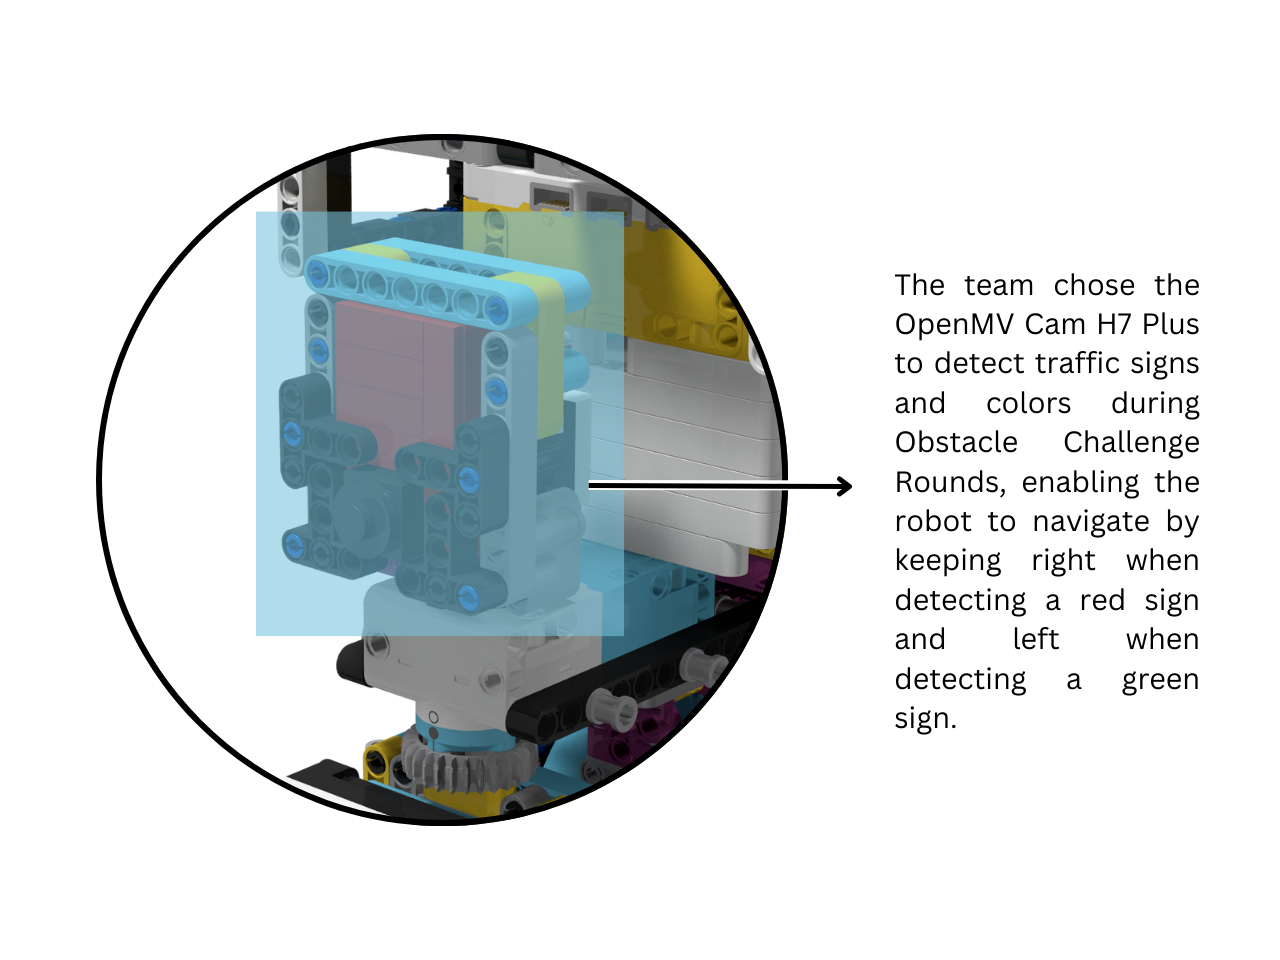 The team chose the
OpenMV Cam H7 Plus
to detect traffic signs
and colors during
Obstacle Challenge
Rounds, enabling the
robot to navigate by
keeping right when
detecting a red sign
and left when
detecting a green
sign.